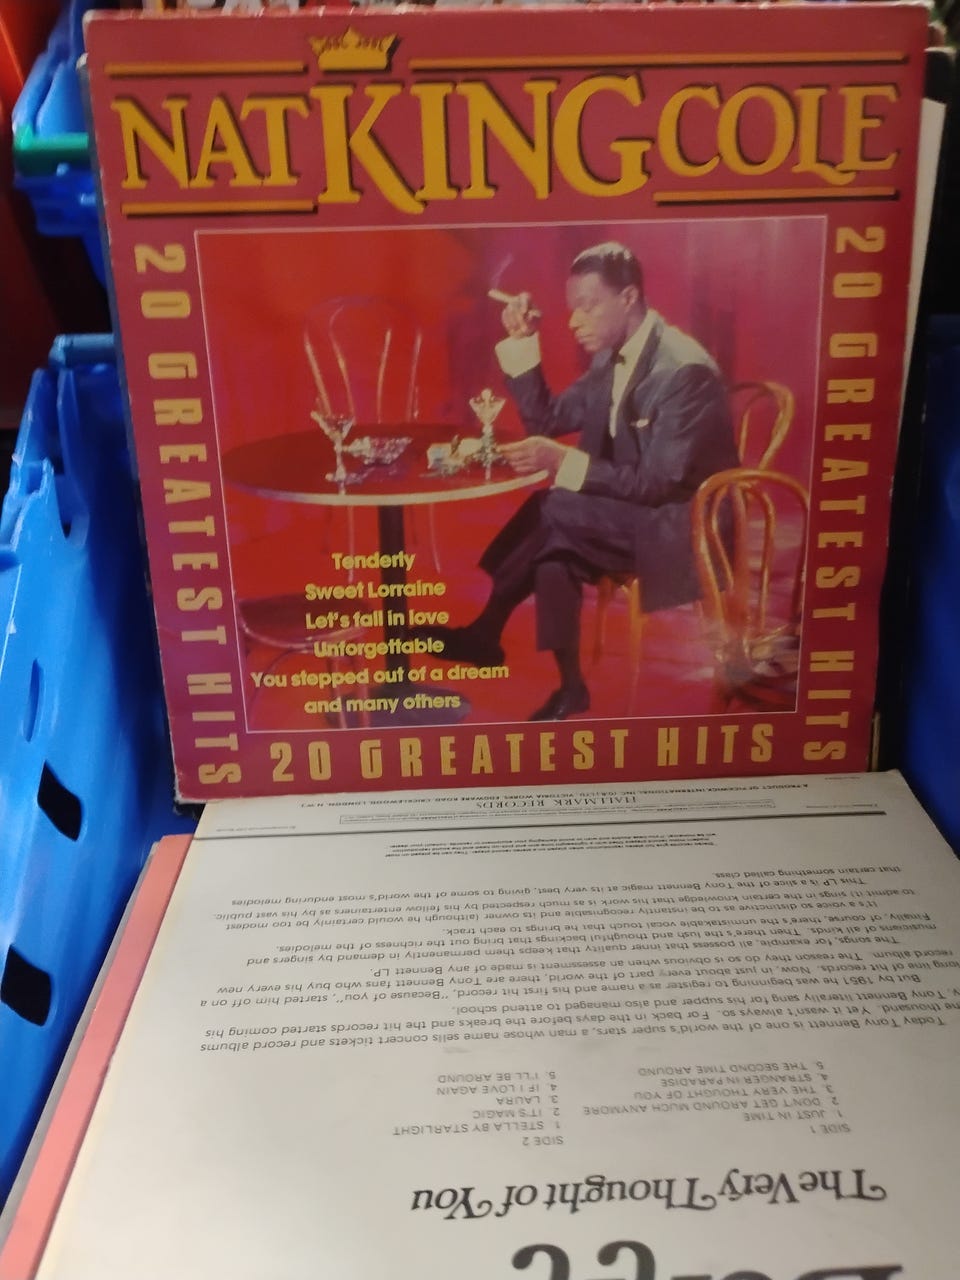 NAT KING COLE
20 GREATEST HITS
20 GREATEST HITS
Tenderly
Sweet Lorraine
Let's fall in love
Unforgettable
You stepped out of a dream
and many others
20 GREATEST HITS
The Very Thought of You
SIDE 1
1. JUST IN TIME
2. DON'T GET AROUND MUCH ANYMORE
3. THE VERY THOUGHT OF YOU
4. STRANGER IN PARADISE
5. THE SECOND TIME AROUND
SIDE 2
1. STELLA BY STARLIGHT
2. IT'S MAGIC
3. LAURA
4. IF I LOVE AGAIN
5. I'LL BE AROUND
Today Tony Bennett is one of the world's super stars, a man whose name sells concert tickets and record albums
thousand. Yet it wasn't always so. For back in the days before the breaks and the hit records started coming his
Tony Bennett literally sang for his supper and also managed to attend school.
But by 1951 he was beginning to register as a name and his first hit record, "Because of you", started him off on a
long line of hit records. Now, in just about every part of the world, there are Tony Bennett fans who buy his every new
record album. The reason they do so is obvious when an assessment is made of any Bennett LP.
The songs, for example, all possess that inner quality that keeps them permanently in demand by singers and
musicians of all kinds. Then there's the lush and thoughtful backings that bring out the richness of the melodies.
Finally, of course, there's the unmistakable vocal touch that he brings to each track.
It's a voice so distinctive as to be instantly recognisable and its owner (although he would certainly be too modest
to admit it) sings in the certain knowledge that his work is as much respected by his fellow entertainers as by his vast public.
This LP is a slice of the Tony Bennett magic at its very best, giving to some of the world's most enduring melodies
that certain something called class.
HALLMARK RECORDS
A PRODUCT OF PICKWICK INTERNATIONAL INC. (G.B.) LTD., VICTORIA WORKS, EDGWARE ROAD, CRICKLEWOOD, LONDON, N.W.2